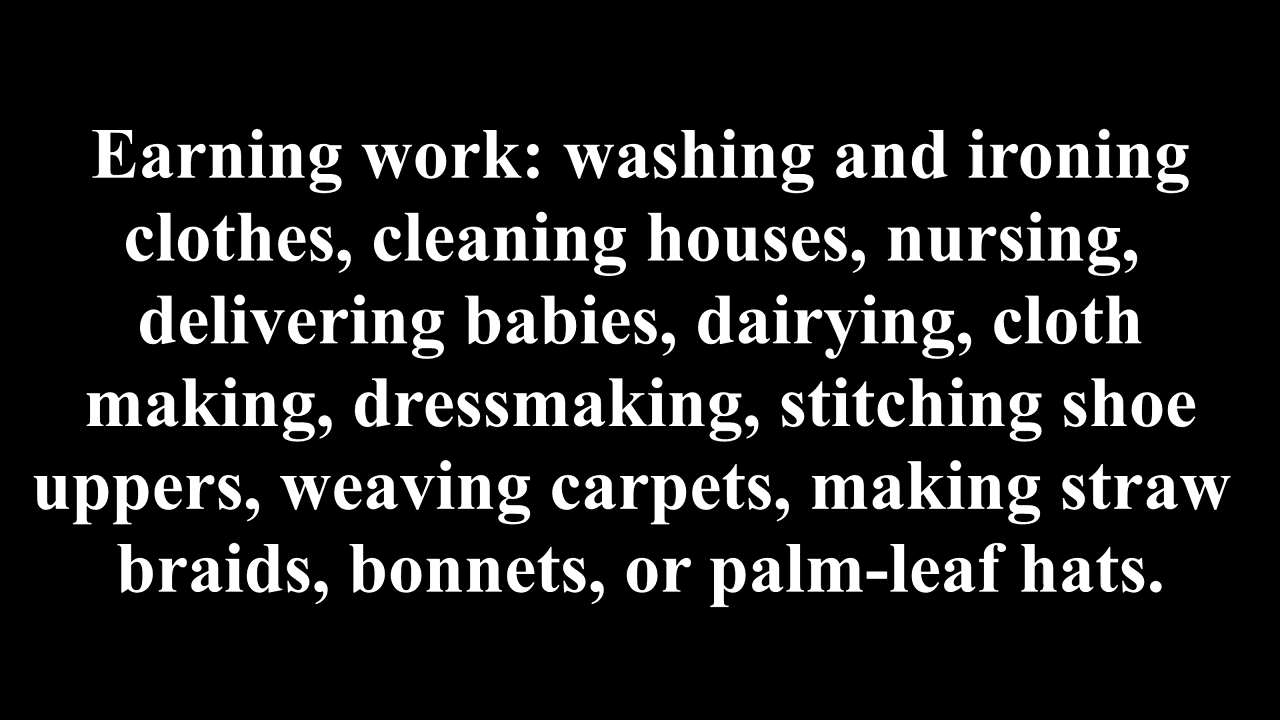 Earning work: washing and ironing
clothes, cleaning houses, nursing,
delivering babies, dairying, cloth
making, dressmaking, stitching shoe
uppers, weaving carpets, making straw
braids, bonnets, or palm-leaf hats.